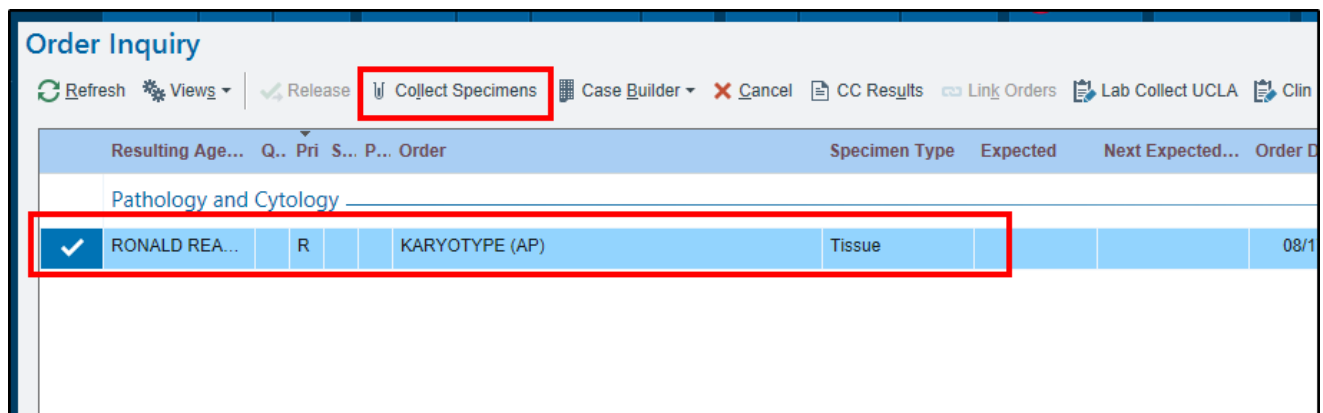 Order Inquiry
Refresh Views Release Collect Specimens Case Builder Cancel CC Results Link Orders Lab Collect UCLA Clin
Resulting Age... Q.. Pri S... P... Order Specimen Type Expected Next Expected... Order D
Pathology and Cytology
RONALD REA... R KARYOTYPE (AP) Tissue 08/1